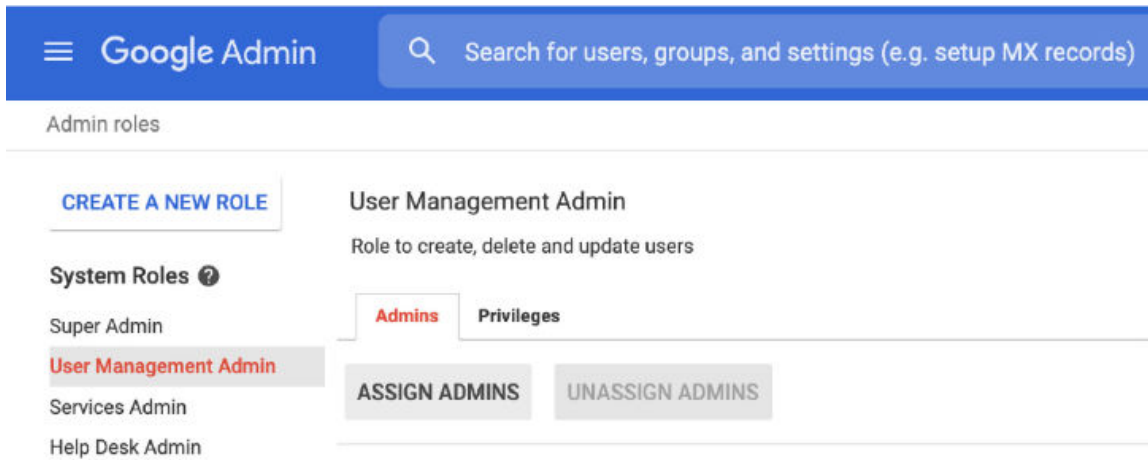 Google Admin
Search for users, groups, and settings (e.g. setup MX records)
Admin roles
CREATE A NEW ROLE
System Roles
Super Admin
User Management Admin
Services Admin
Help Desk Admin
User Management Admin
Role to create, delete and update users
Admins
Privileges
ASSIGN ADMINS
UNASSIGN ADMINS